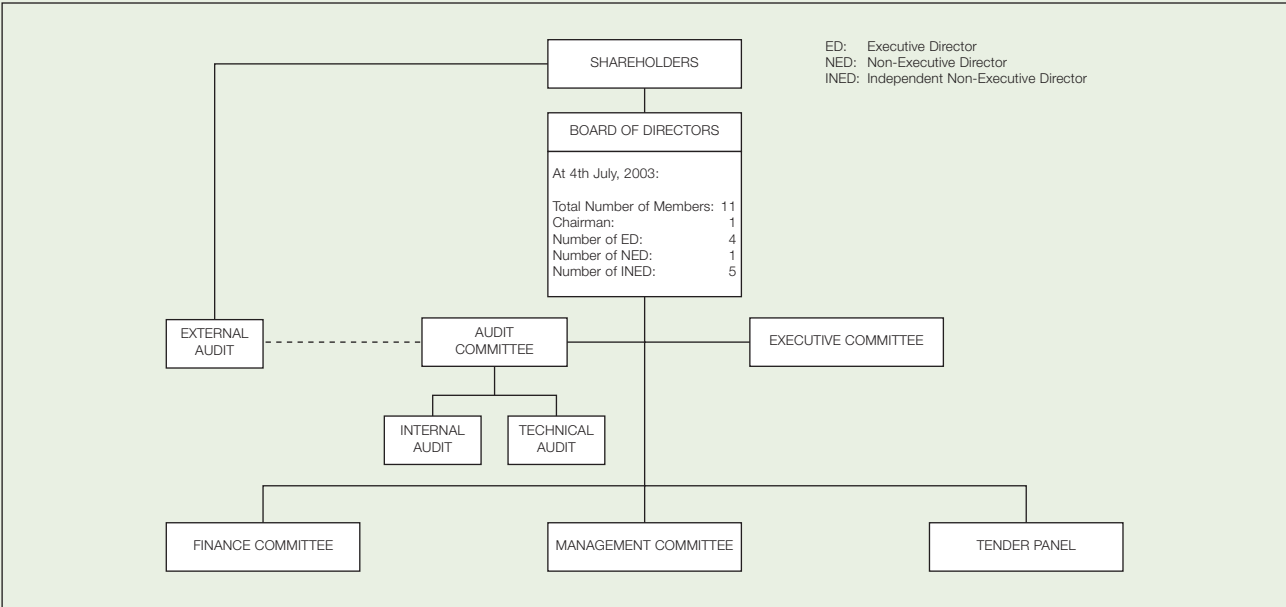 SHAREHOLDERS
ED: Executive Director
NED: Non-Executive Director
INED: Independent Non-Executive Director
BOARD OF DIRECTORS
At 4th July, 2003:
Total Number of Members: 11
Chairman: 1
Number of ED: 4
Number of NED: 1
Number of INED: 5
EXTERNAL
AUDIT
AUDIT
COMMITTEE
EXECUTIVE COMMITTEE
INTERNAL
AUDIT
TECHNICAL
AUDIT
FINANCE COMMITTEE
MANAGEMENT COMMITTEE
TENDER PANEL